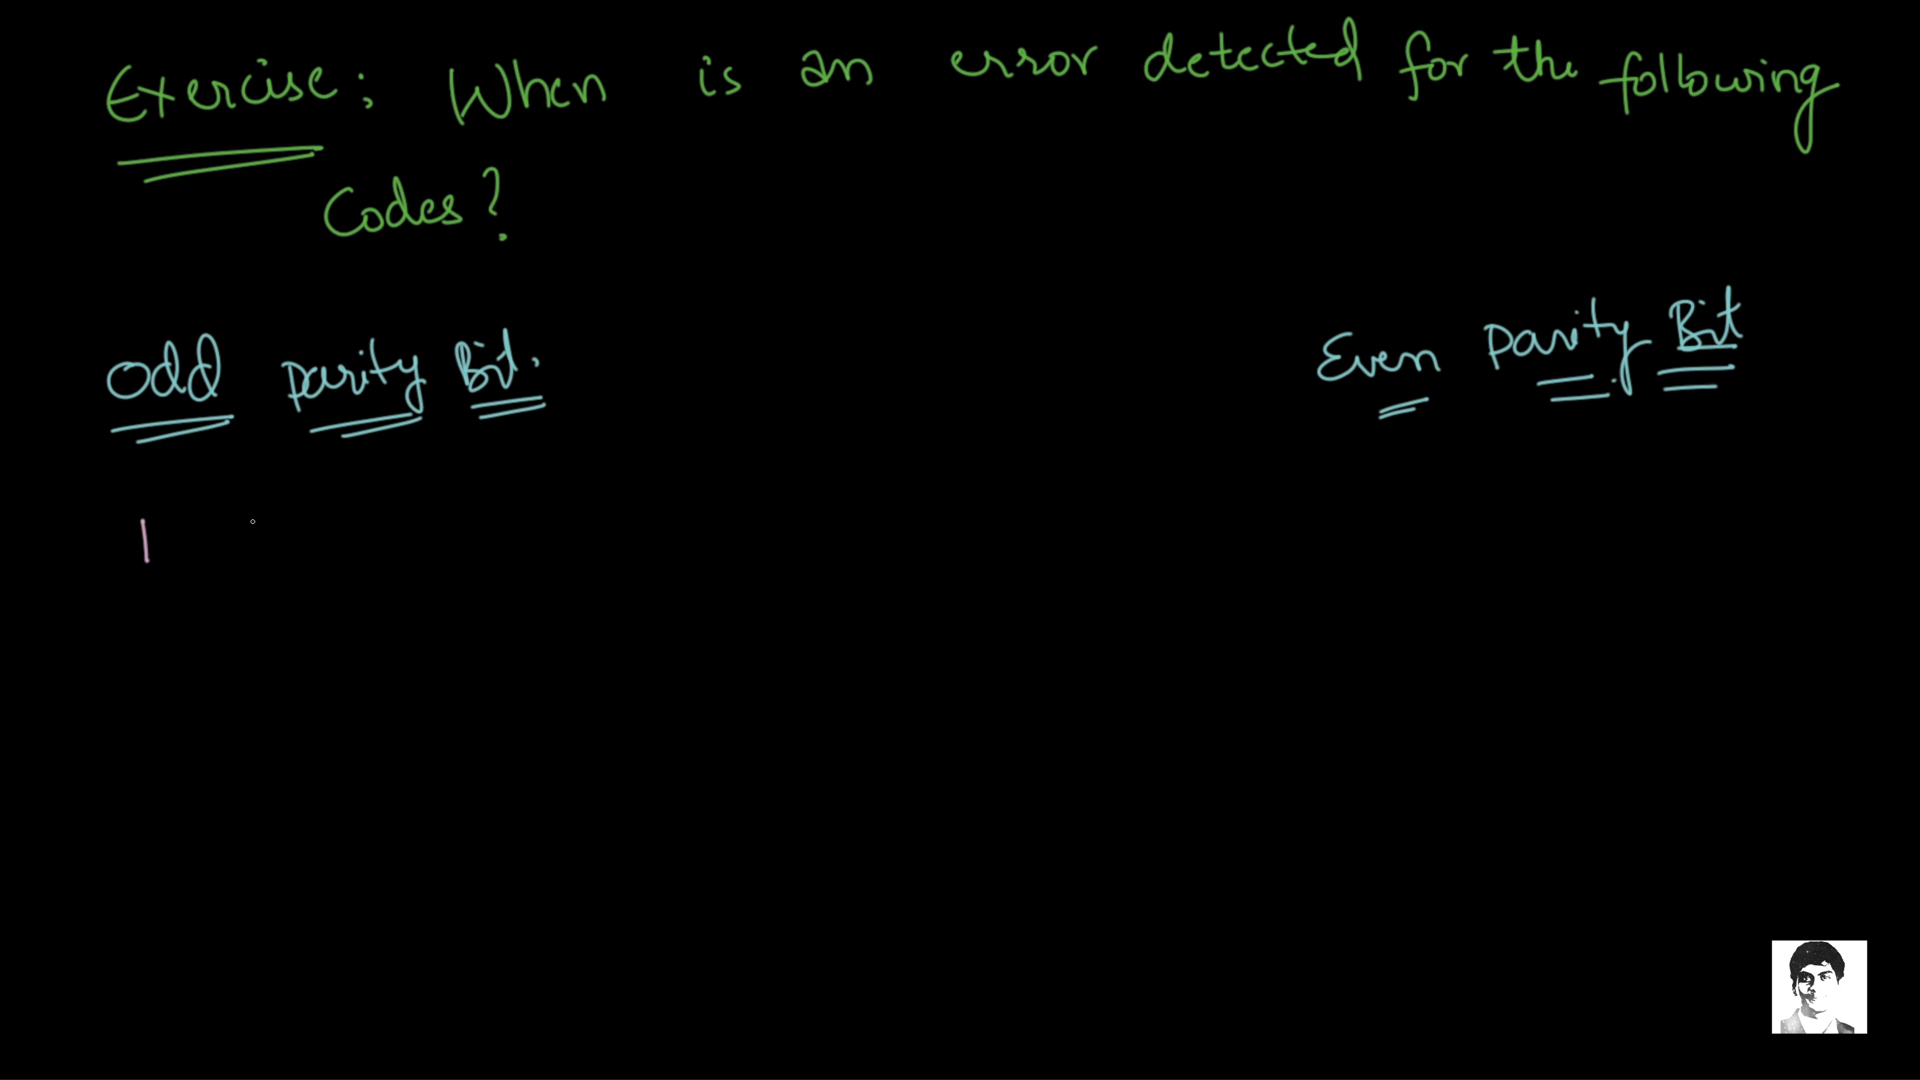 Exercise: When is an error detected for the following
Codes?
Odd parity Bit.
Even parity Bit
1